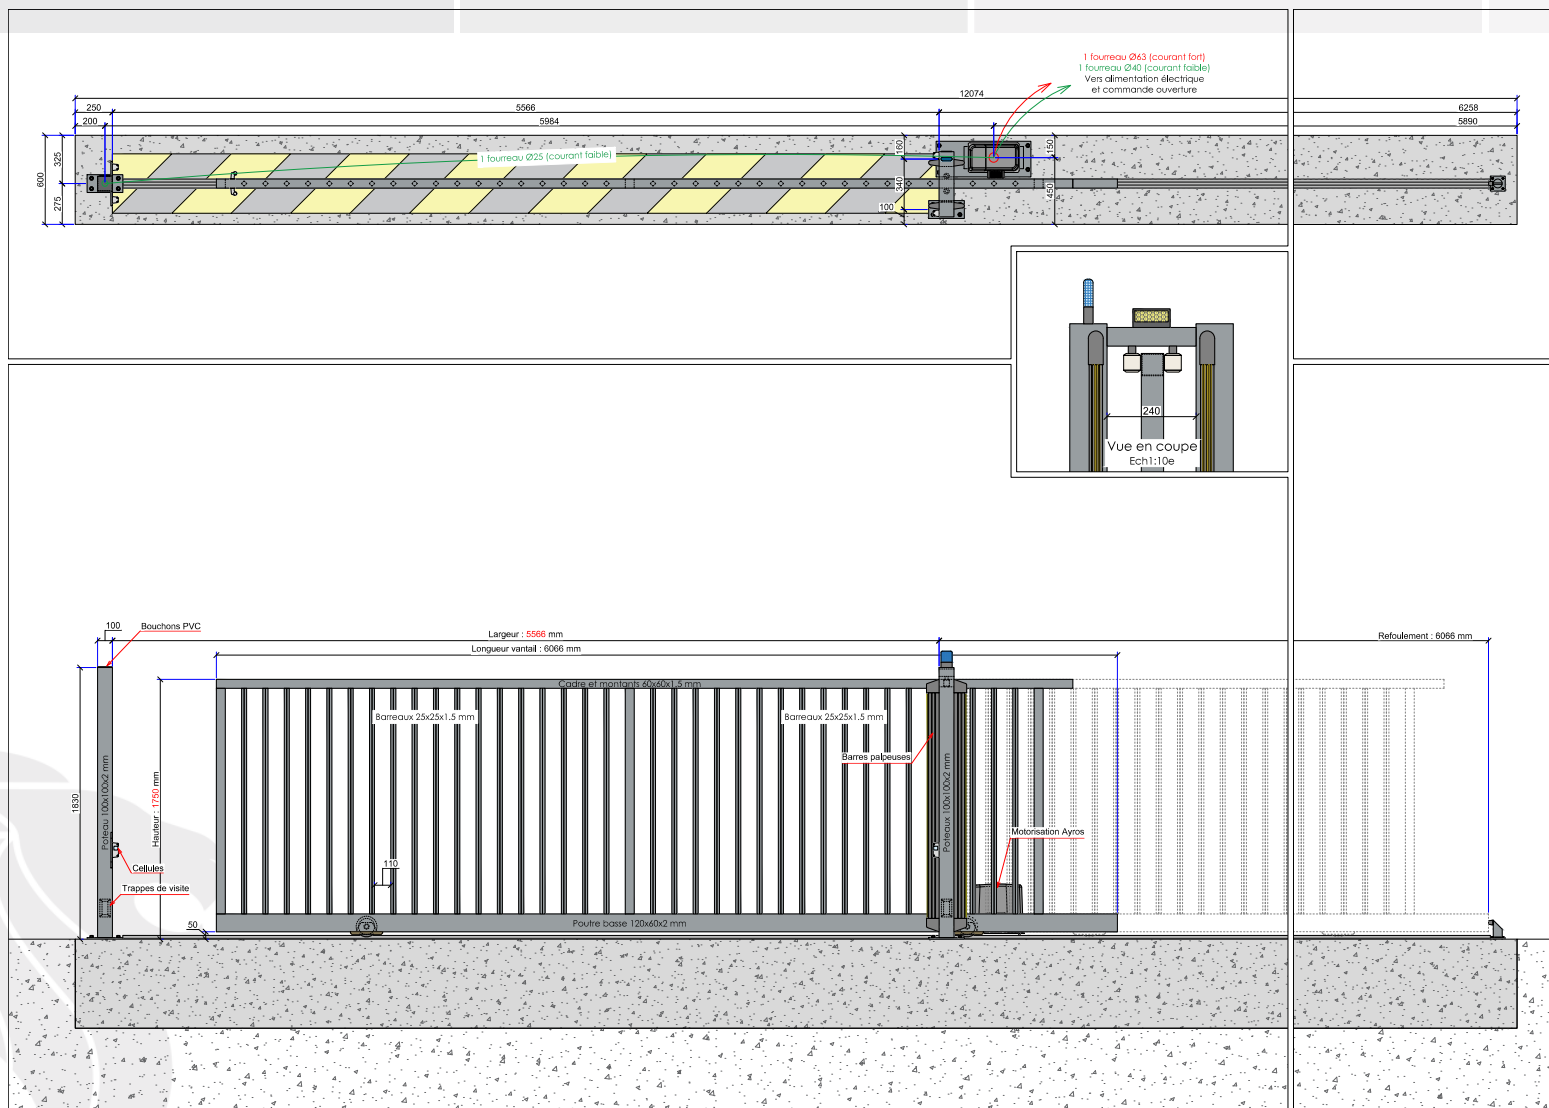 1 fourreau Ø63 (courant fort)
1 fourreau Ø40 (courant faible)
Vers alimentation électrique
et commande ouverture
12074
250
5566
6258
200
5984
5890
1 fourreau Ø25 (courant faible)
600
325
275
160
340
100
150
450
240
Vue en coupe
Ech1:10e
100
Bouchons PVC
Largeur : 5566 mm
Refoulement : 6066 mm
Longueur vantail : 6066 mm
Cadre et montants 60x60x1.5 mm
Barreaux 25x25x1.5 mm
Barreaux 25x25x1.5 mm
Barres palpeuses
1830
Hauteur : 1750 mm
Poteau 100x100x2 mm
Poteaux 100x100x2 mm
Motorisation Ayros
Cellules
110
Trappes de visite
50
Poutre basse 120x60x2 mm